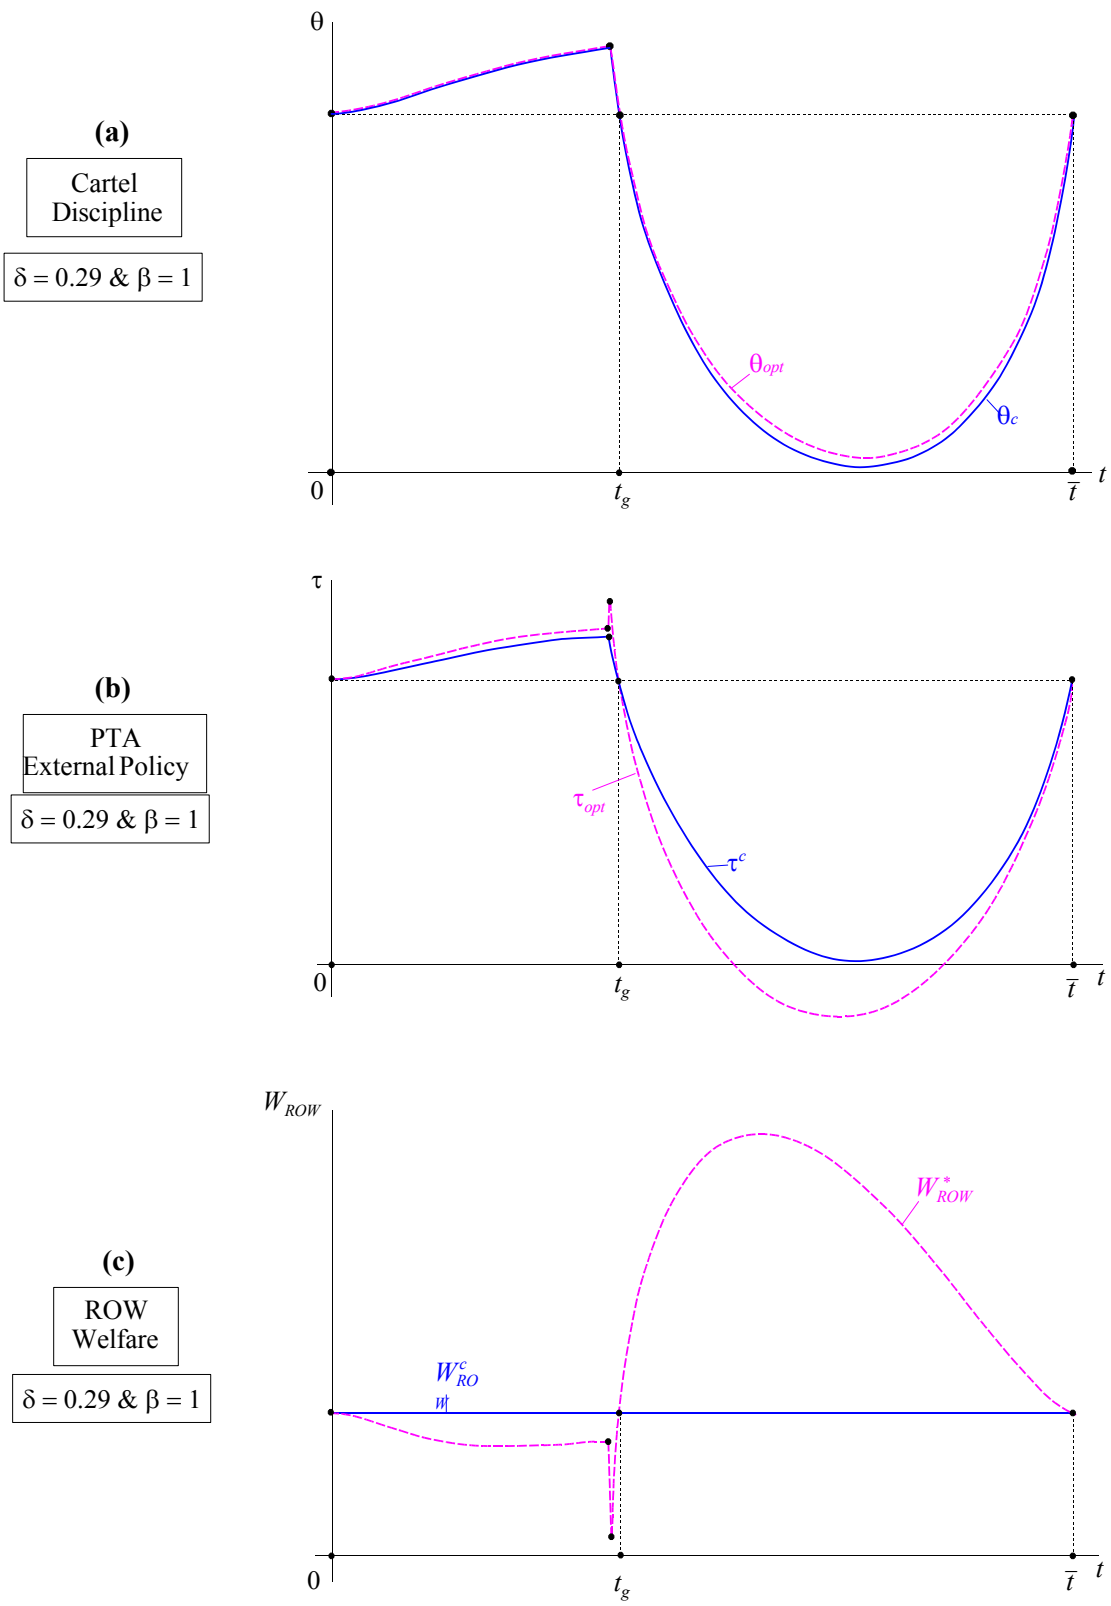 θ
(a)
Cartel
Discipline
δ = 0.29 & β = 1
θopt
θc
0
tg
t̅
t
τ
(b)
PTA
External Policy
δ = 0.29 & β = 1
τopt
τc
0
tg
t̅
t
WROW
W*ROW
(c)
ROW
Welfare
δ = 0.29 & β = 1
WcRO
W
0
tg
t̅
t